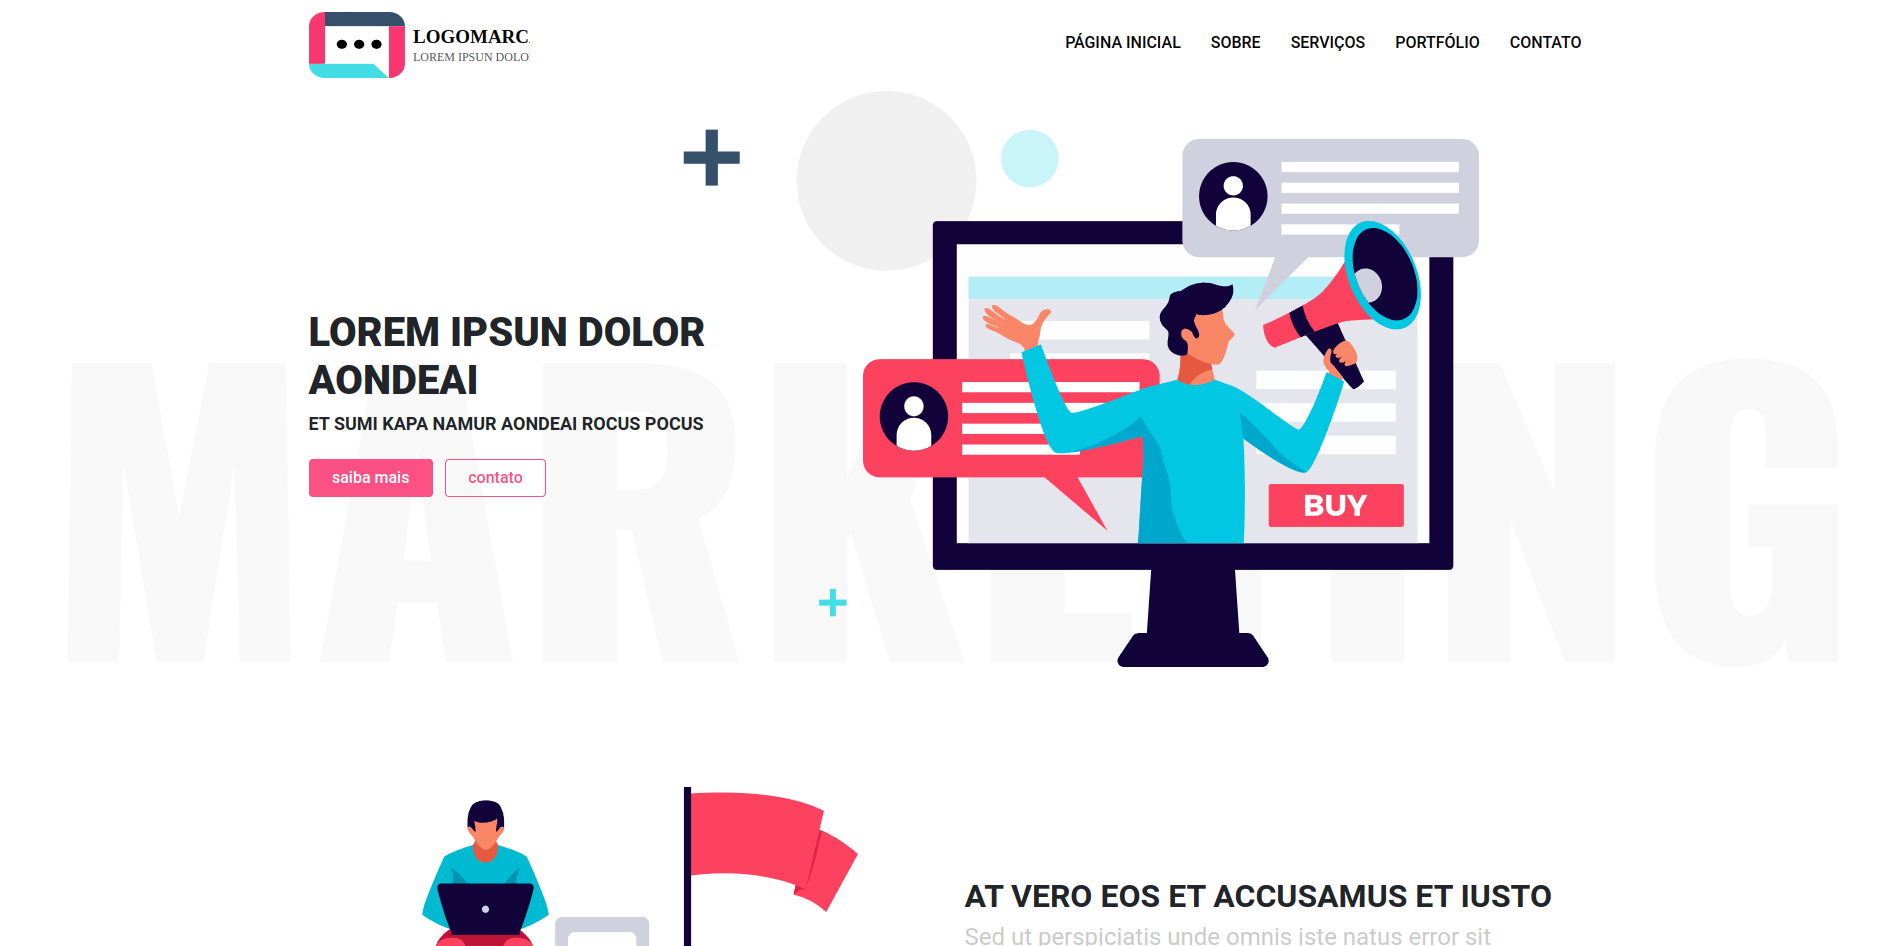 LOGOMARC
LOREM IPSUN DOLO
PÁGINA INICIAL SOBRE SERVIÇOS PORTFÓLIO CONTATO
MARKETING
LOREM IPSUN DOLOR
AONDEAI
ET SUMI KAPA NAMUR AONDEAI ROCUS POCUS
saiba mais contato
BUY
AT VERO EOS ET ACCUSAMUS ET IUSTO
Sed ut perspiciatis unde omnis iste natus error sit